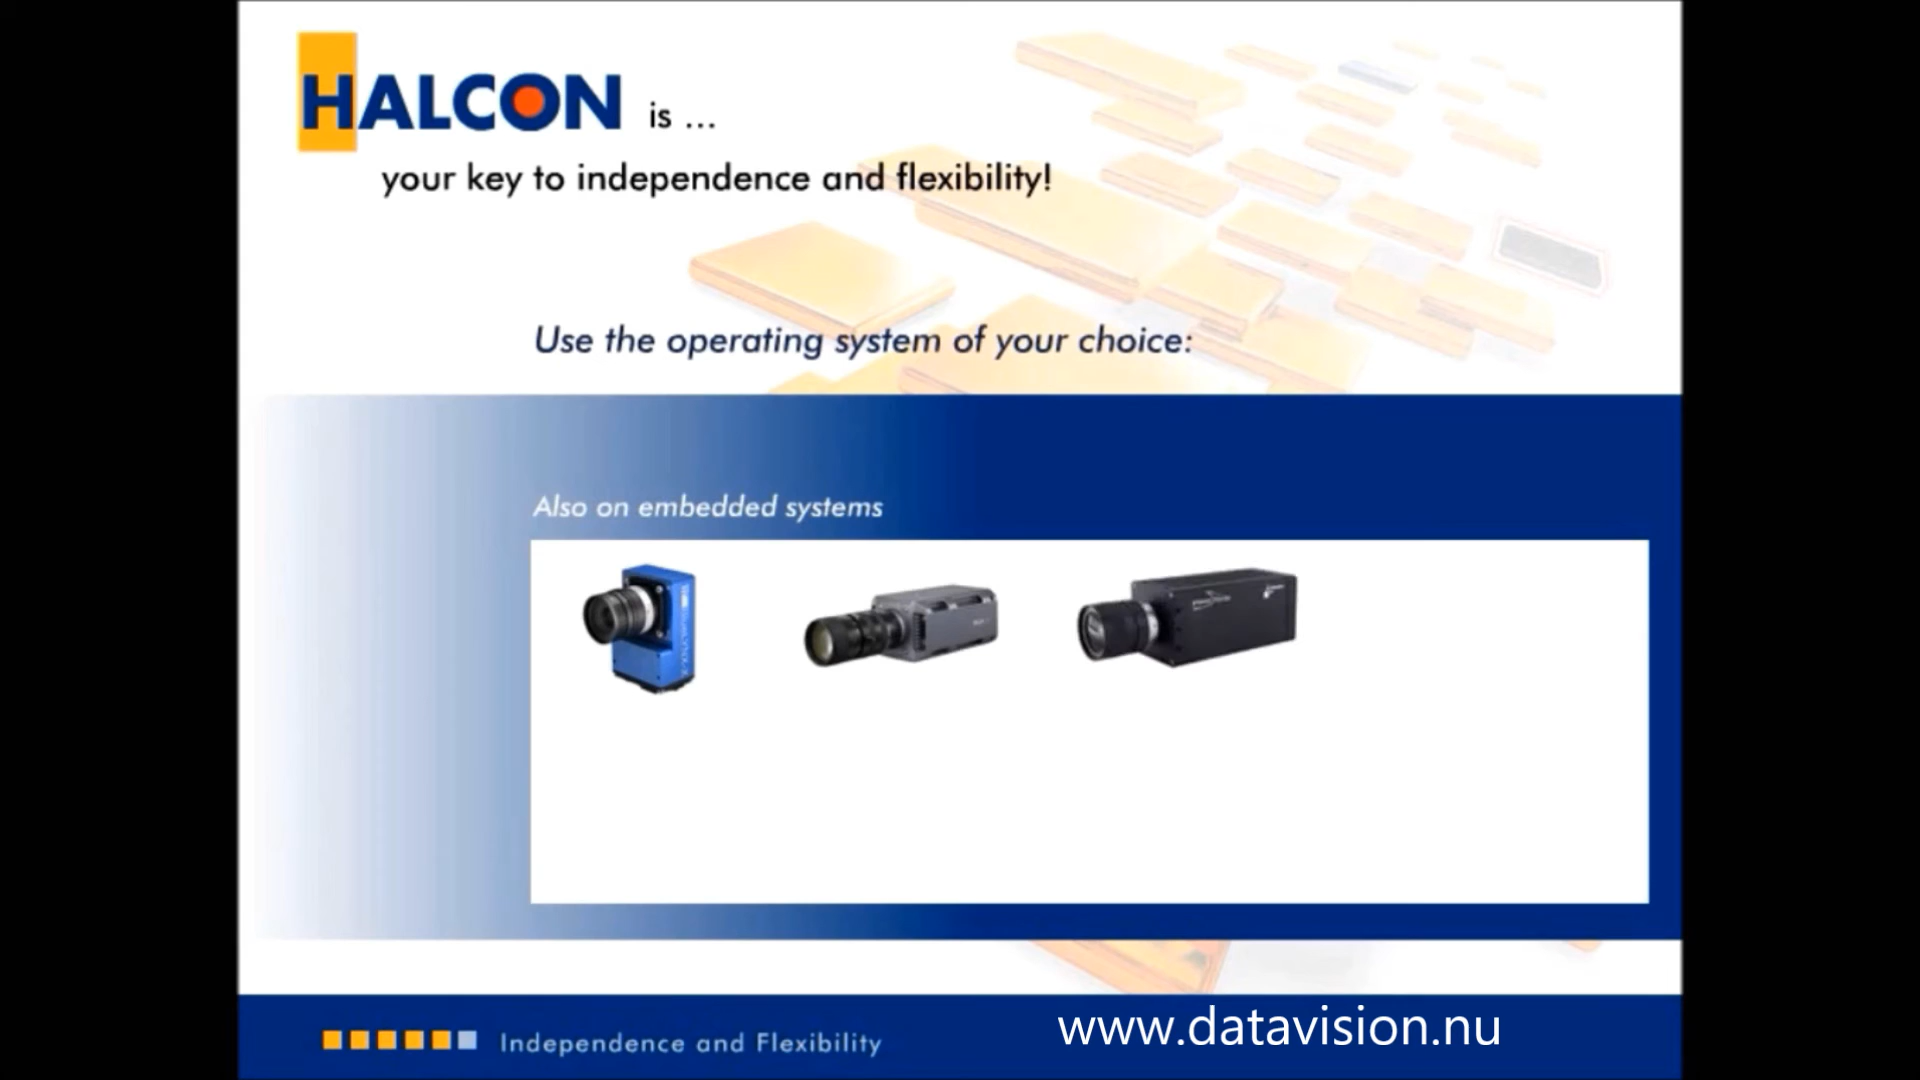 HALCON is ...
your key to independence and flexibility!
Use the operating system of your choice:
Also on embedded systems
Independence and Flexibility
www.datavision.nu